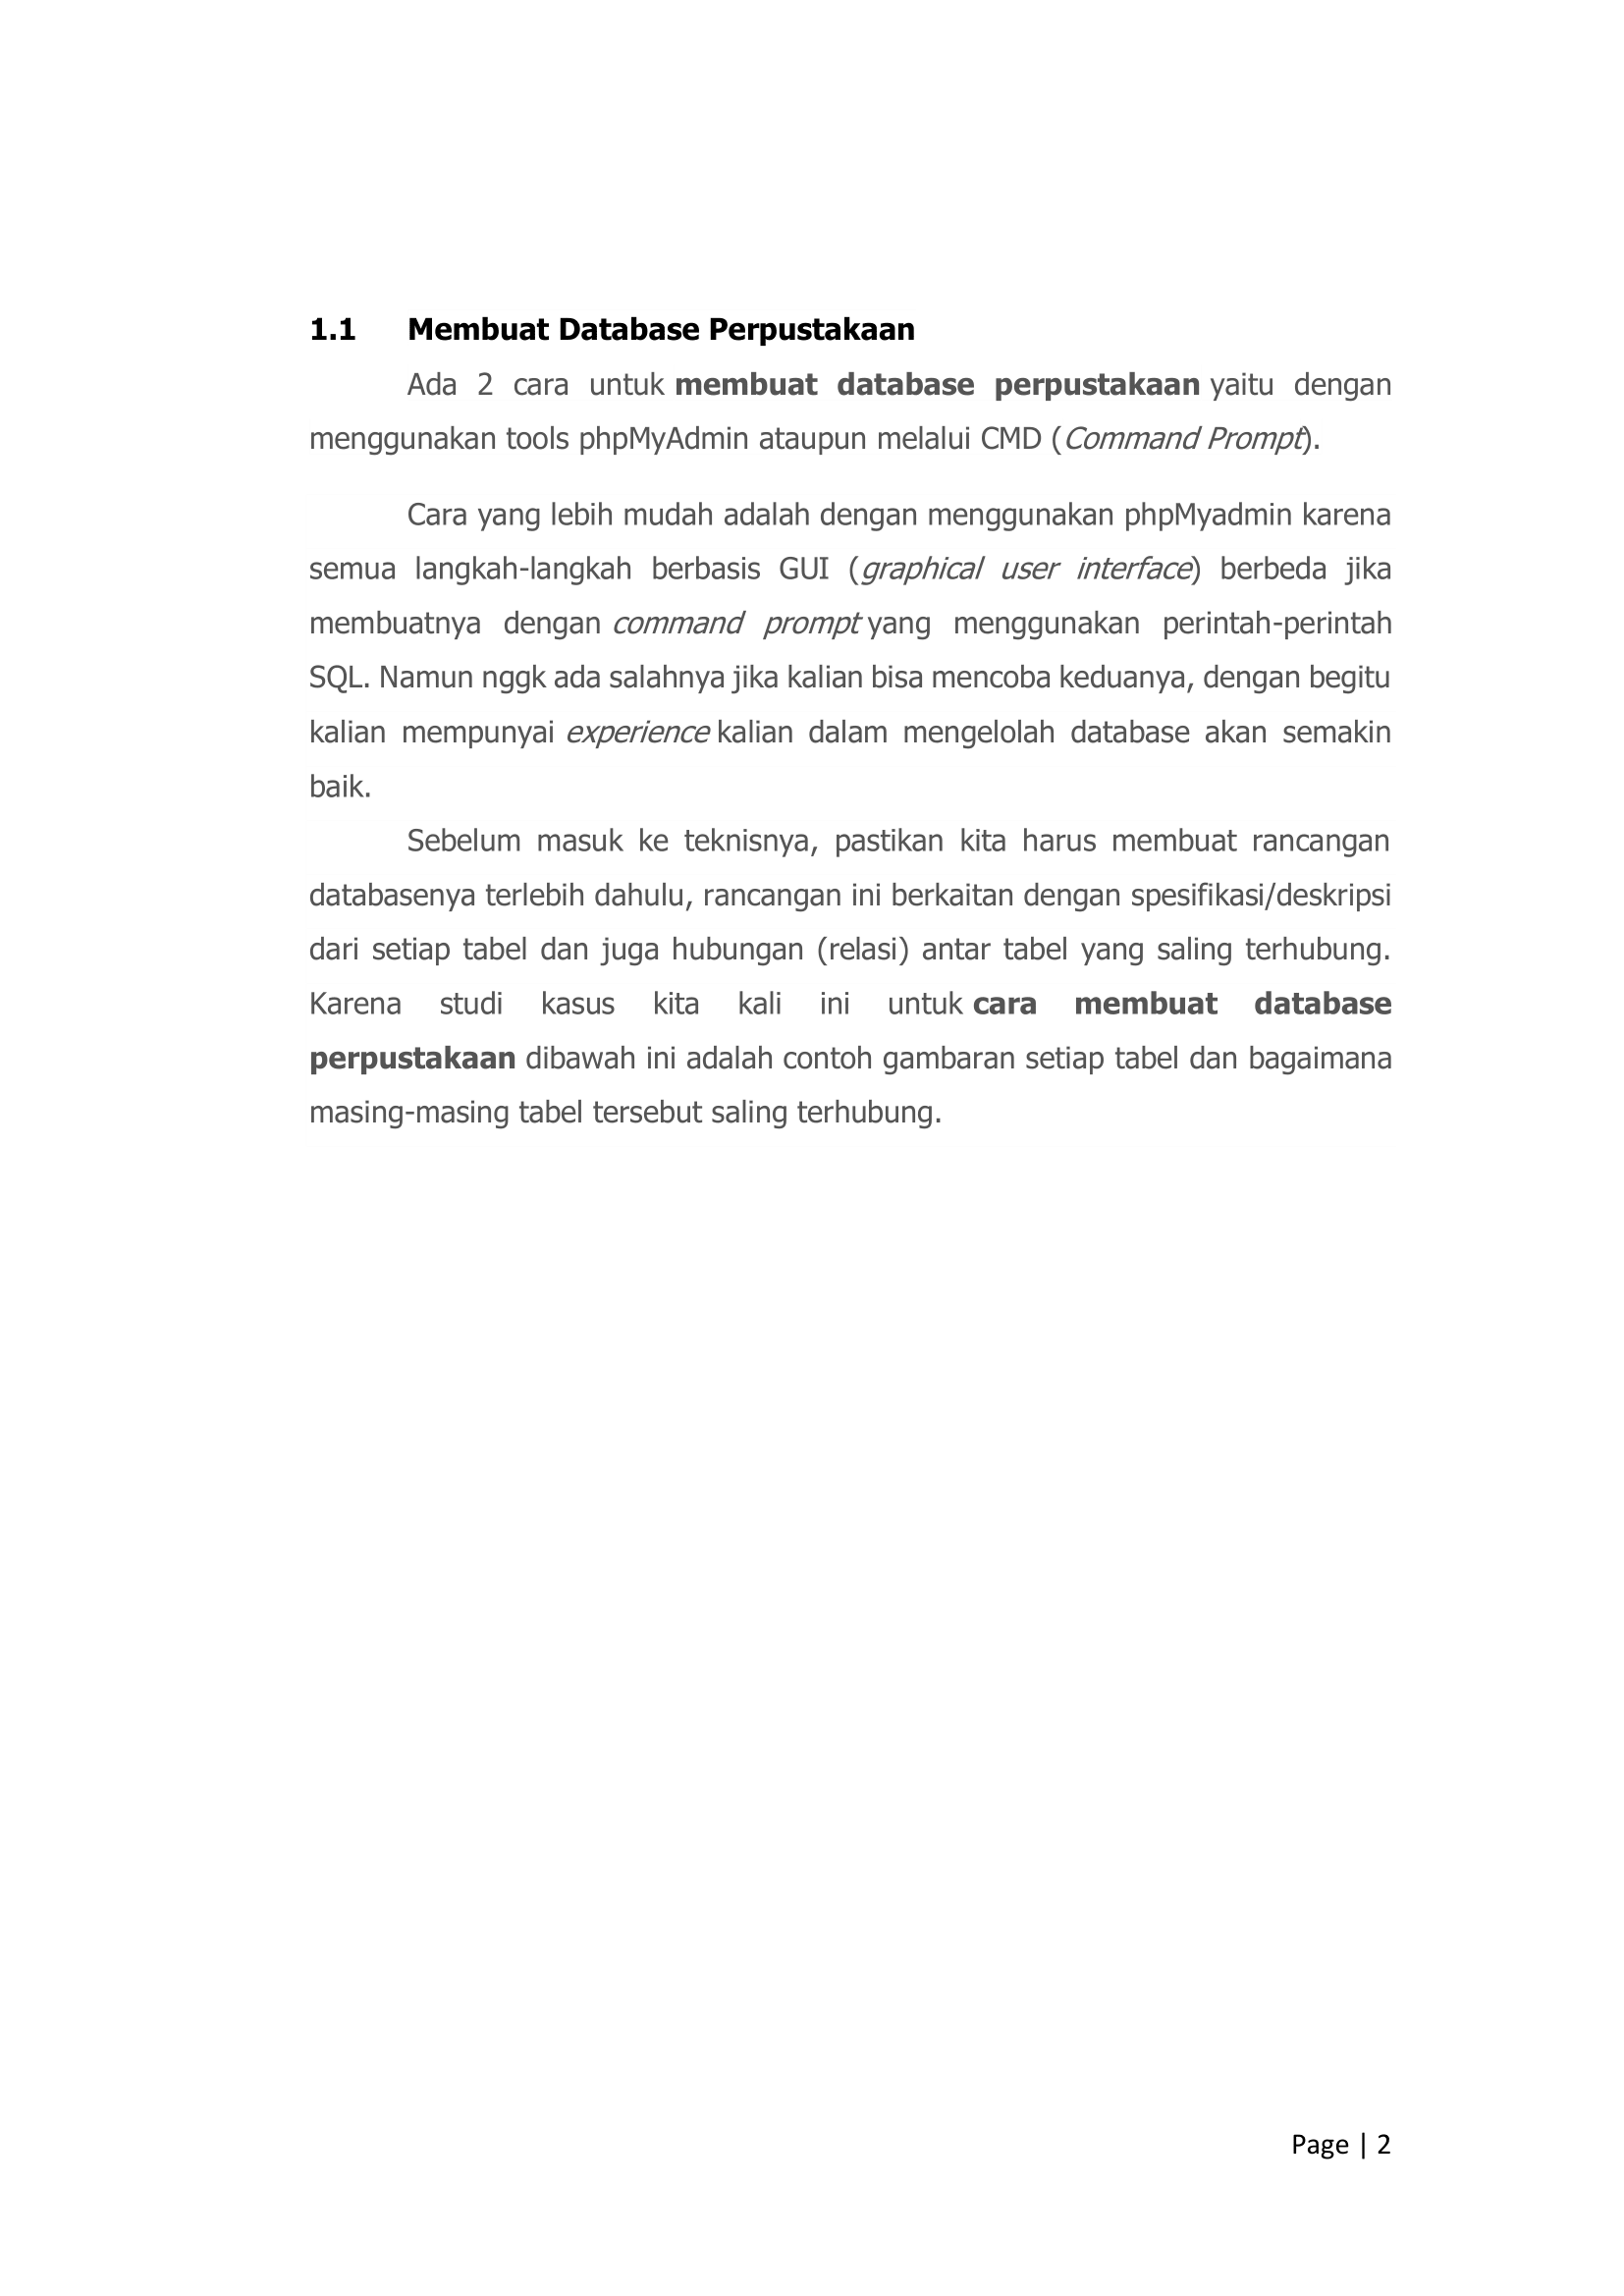 1.1 Membuat Database Perpustakaan
Ada 2 cara untuk membuat database perpustakaan yaitu dengan
menggunakan tools phpMyAdmin ataupun melalui CMD (Command Prompt).
Cara yang lebih mudah adalah dengan menggunakan phpMyadmin karena
semua langkah-langkah berbasis GUI (graphical user interface) berbeda jika
membuatnya dengan command prompt yang menggunakan perintah-perintah
SQL. Namun nggk ada salahnya jika kalian bisa mencoba keduanya, dengan begitu
kalian mempunyai experience kalian dalam mengelolah database akan semakin
baik.
Sebelum masuk ke teknisnya, pastikan kita harus membuat rancangan
databasenya terlebih dahulu, rancangan ini berkaitan dengan spesifikasi/deskripsi
dari setiap tabel dan juga hubungan (relasi) antar tabel yang saling terhubung.
Karena studi kasus kita kali ini untuk cara membuat database
perpustakaan dibawah ini adalah contoh gambaran setiap tabel dan bagaimana
masing-masing tabel tersebut saling terhubung.
Page | 2